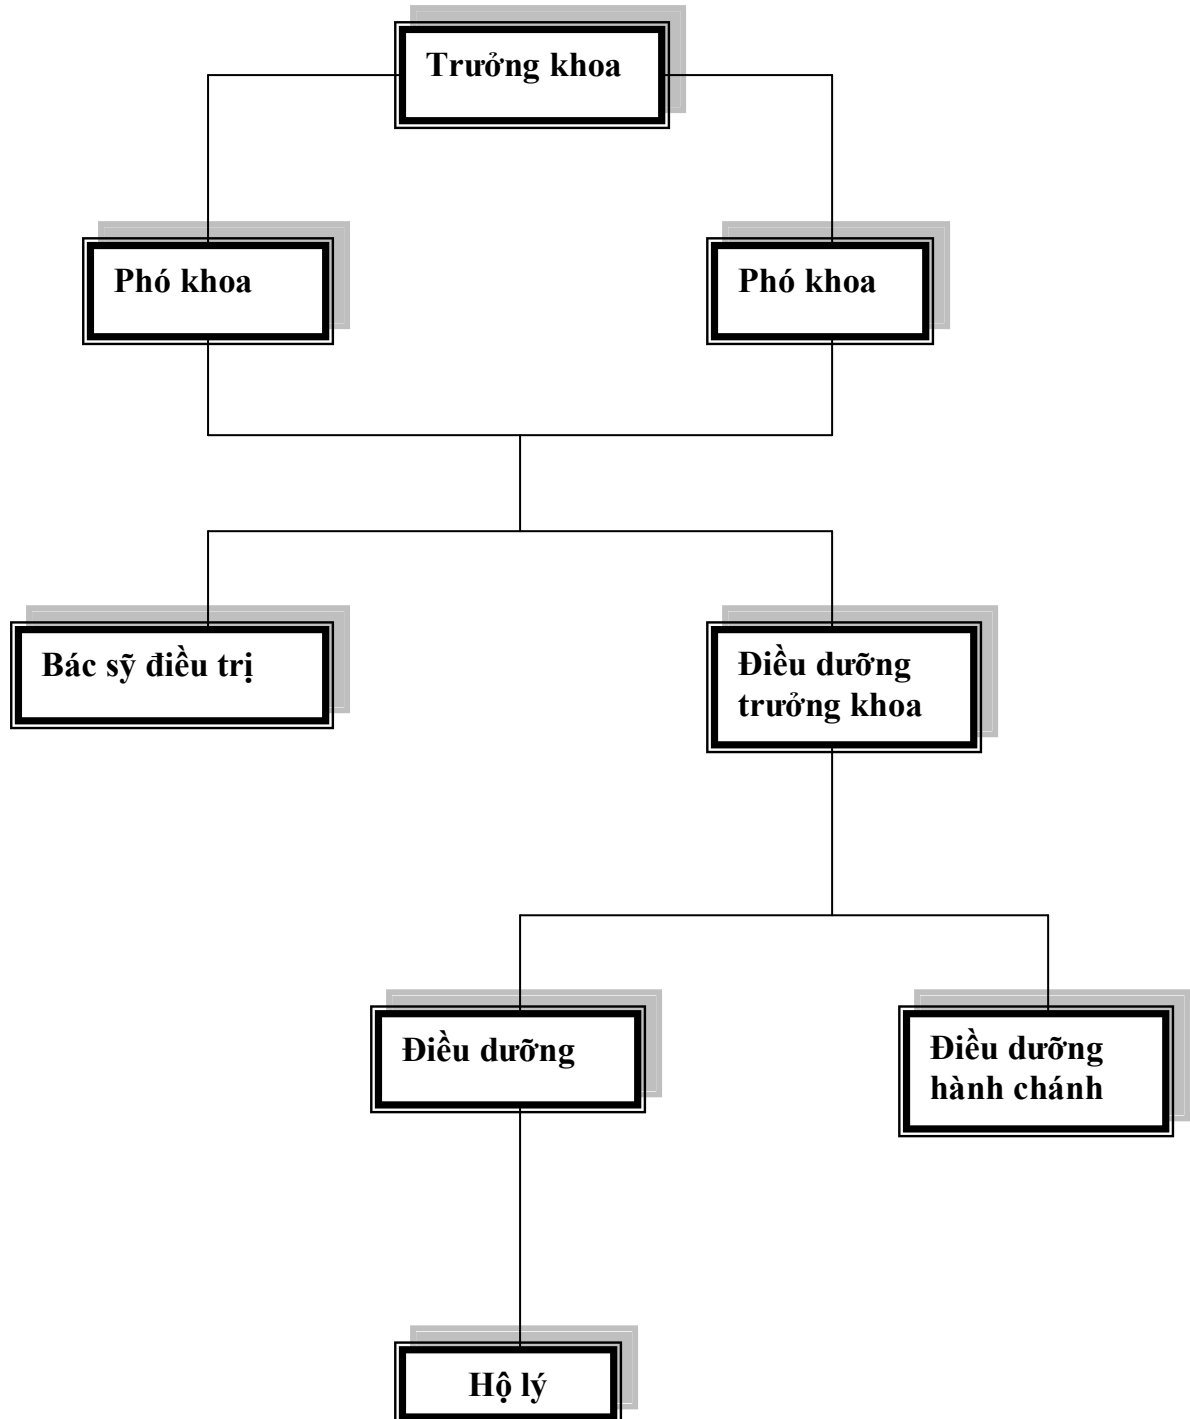 Trưởng khoa
Phó khoa
Phó khoa
Bác sỹ điều trị
Điều dưỡng
trưởng khoa
Điều dưỡng
Điều dưỡng
hành chánh
Hộ lý